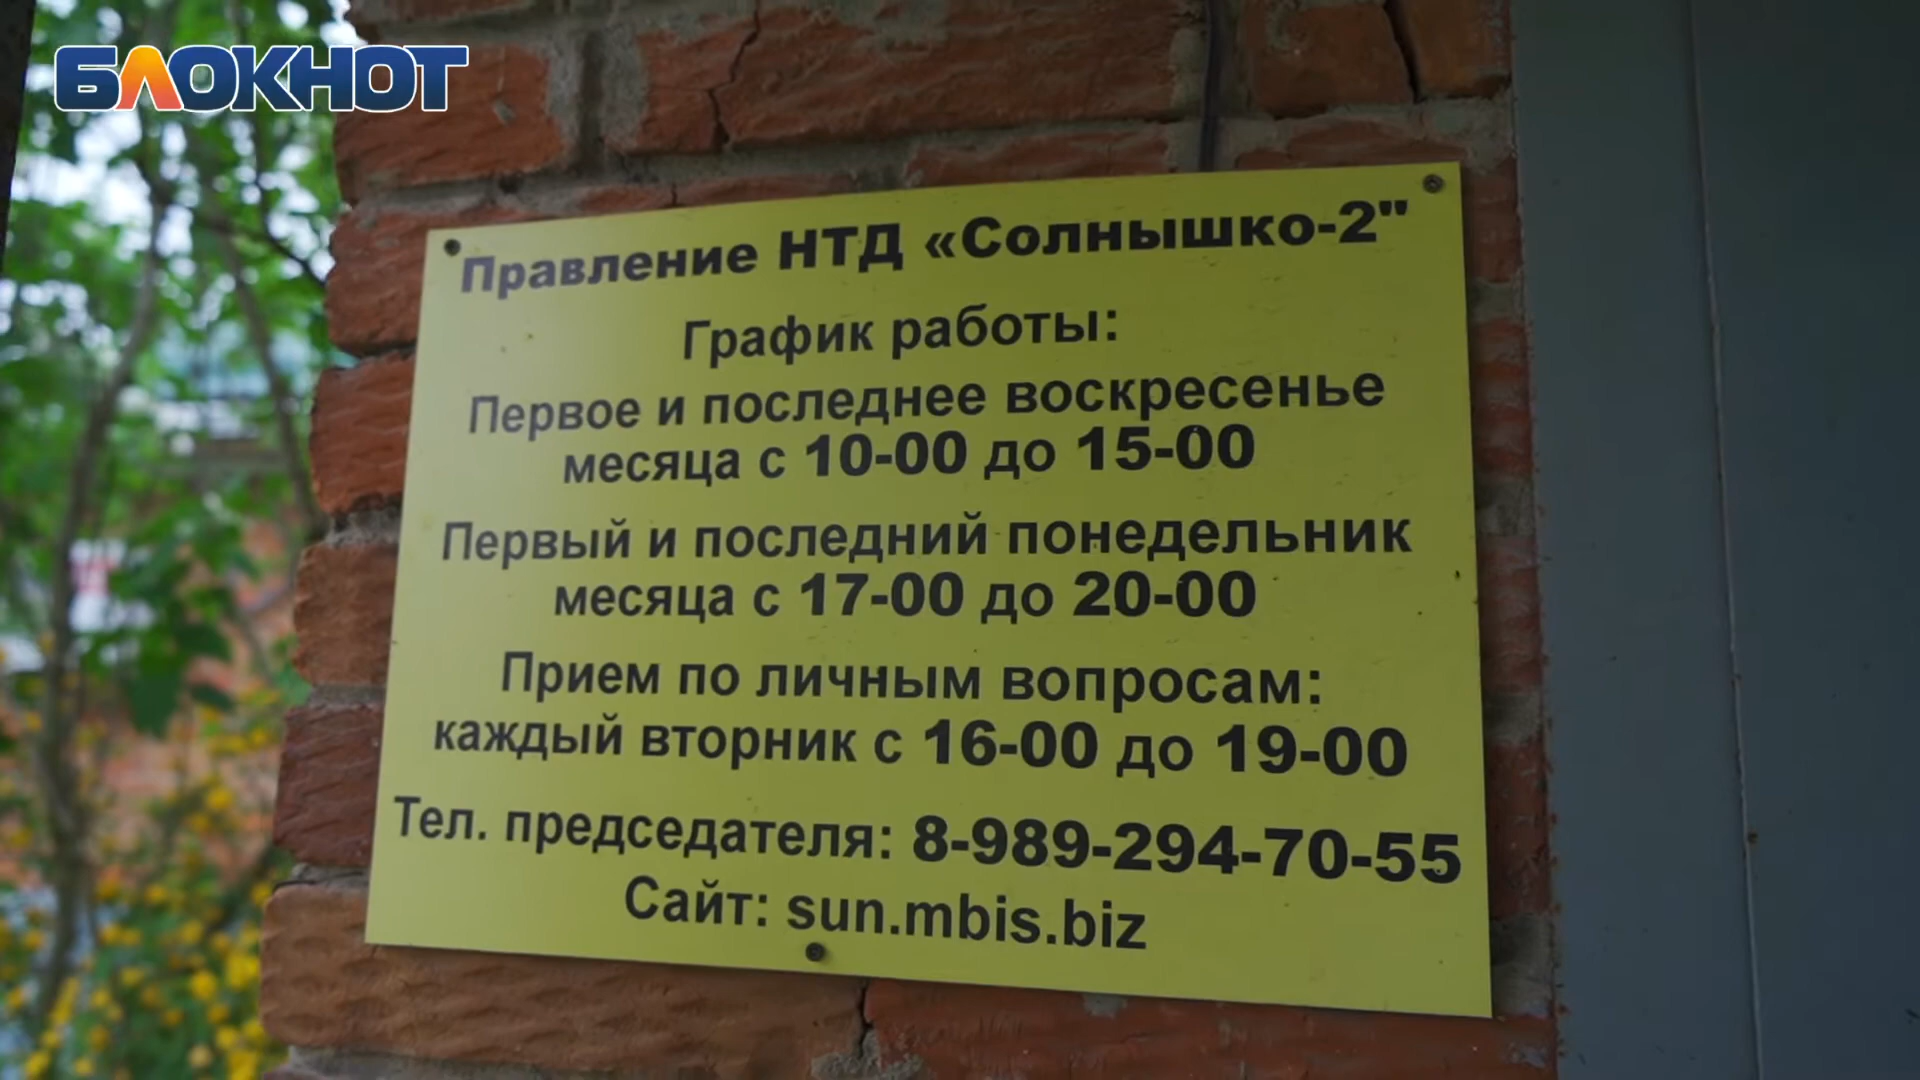 БЛОКНОТ
Правление НТД «Солнышко-2"
График работы:
Первое и последнее воскресенье
месяца с 10-00 до 15-00
Первый и последний понедельник
месяца с 17-00 до 20-00
Прием по личным вопросам:
каждый вторник с 16-00 до 19-00
Тел. председателя: 8-989-294-70-55
Сайт: sun.mbis.biz